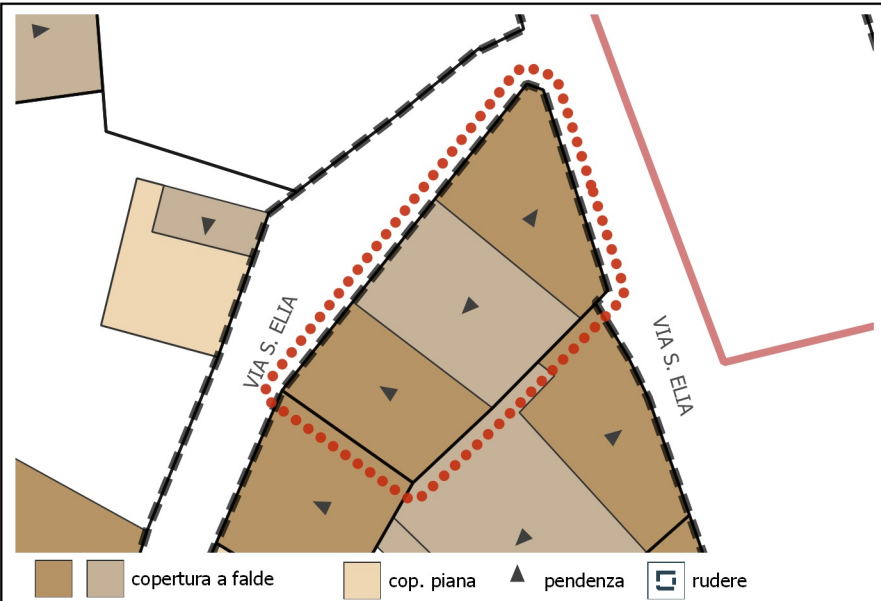 VIA S. ELIA
VIA S. ELIA
copertura a falde
cop. piana
pendenza
rudere